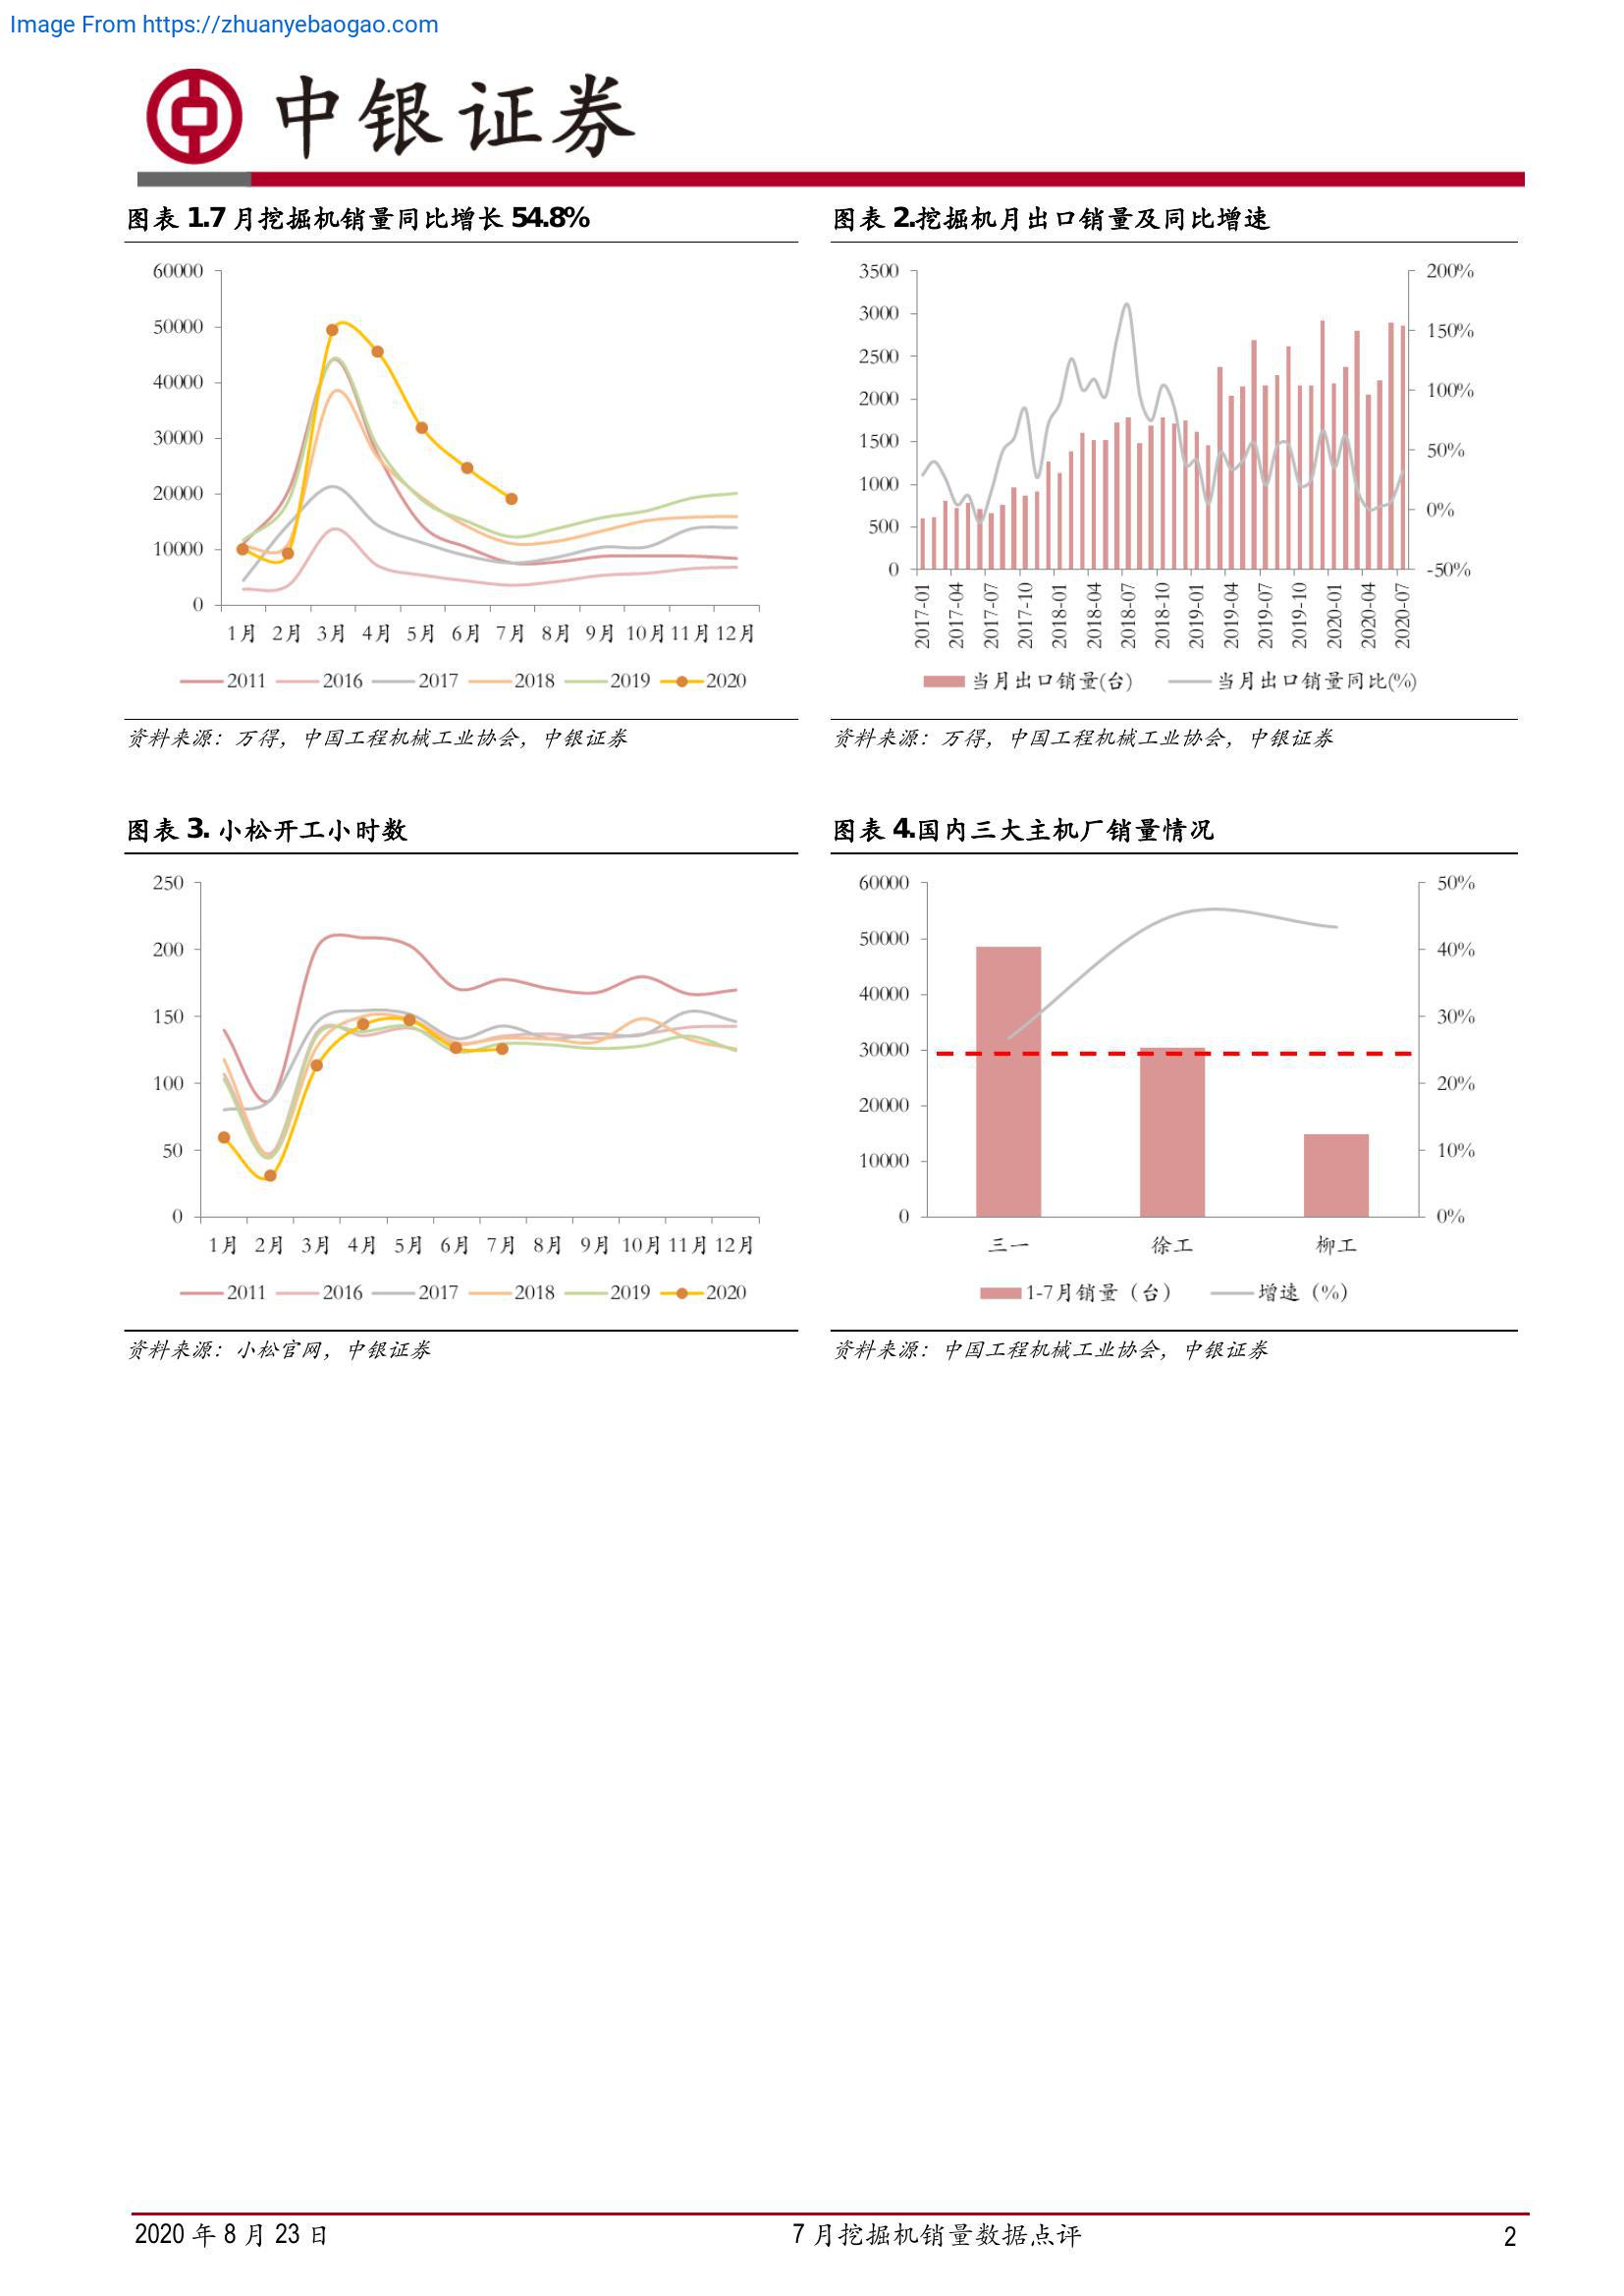 Image From https://zhuanyebaogao.com
中银证券
图表 1.7 月挖掘机销量同比增长 54.8%
60000
50000
40000
30000
20000
10000
0
1月 2月 3月 4月 5月 6月 7月 8月 9月 10月 11月 12月
2011 2016 2017 2018 2019 2020
资料来源：万得，中国工程机械工业协会，中银证券
图表 2.挖掘机月出口销量及同比增速
3500
3000
2500
2000
1500
1000
500
0
200%
150%
100%
50%
0%
-50%
2017-01 2017-04 2017-07 2017-10 2018-01 2018-04 2018-07 2018-10 2019-01 2019-04 2019-07 2019-10 2020-01 2020-04 2020-07
当月出口销量(台) 当月出口销量同比(%)
资料来源：万得，中国工程机械工业协会，中银证券
图表 3. 小松开工小时数
250
200
150
100
50
0
1月 2月 3月 4月 5月 6月 7月 8月 9月 10月 11月 12月
2011 2016 2017 2018 2019 2020
资料来源：小松官网，中银证券
图表 4.国内三大主机厂销量情况
60000
50000
40000
30000
20000
10000
0
50%
40%
30%
20%
10%
0%
三一 徐工 柳工
1-7月销量（台） 增速（%）
资料来源：中国工程机械工业协会，中银证券
2020 年 8 月 23 日 7 月挖掘机销量数据点评 2